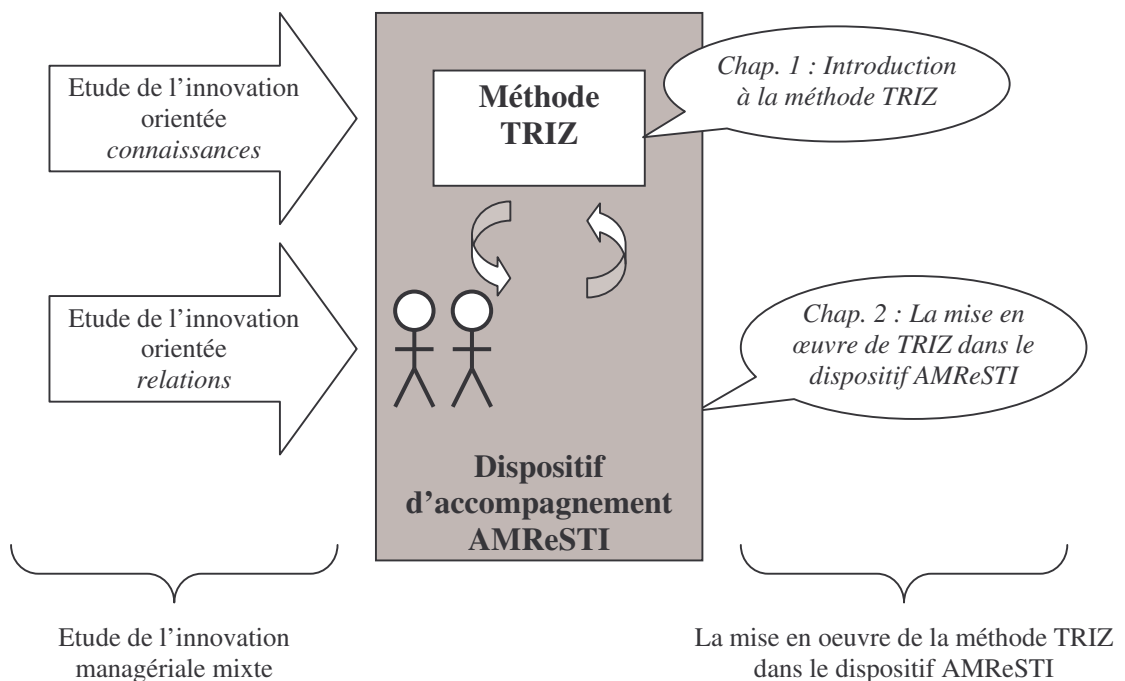 Etude de l’innovation
orientée
connaissances
Méthode
TRIZ
Chap. 1 : Introduction
à la méthode TRIZ
Etude de l’innovation
orientée
relations
Chap. 2 : La mise en
œuvre de TRIZ dans le
dispositif AMReSTI
Dispositif
d’accompagnement
AMReSTI
Etude de l’innovation
managériale mixte
La mise en oeuvre de la méthode TRIZ
dans le dispositif AMReSTI